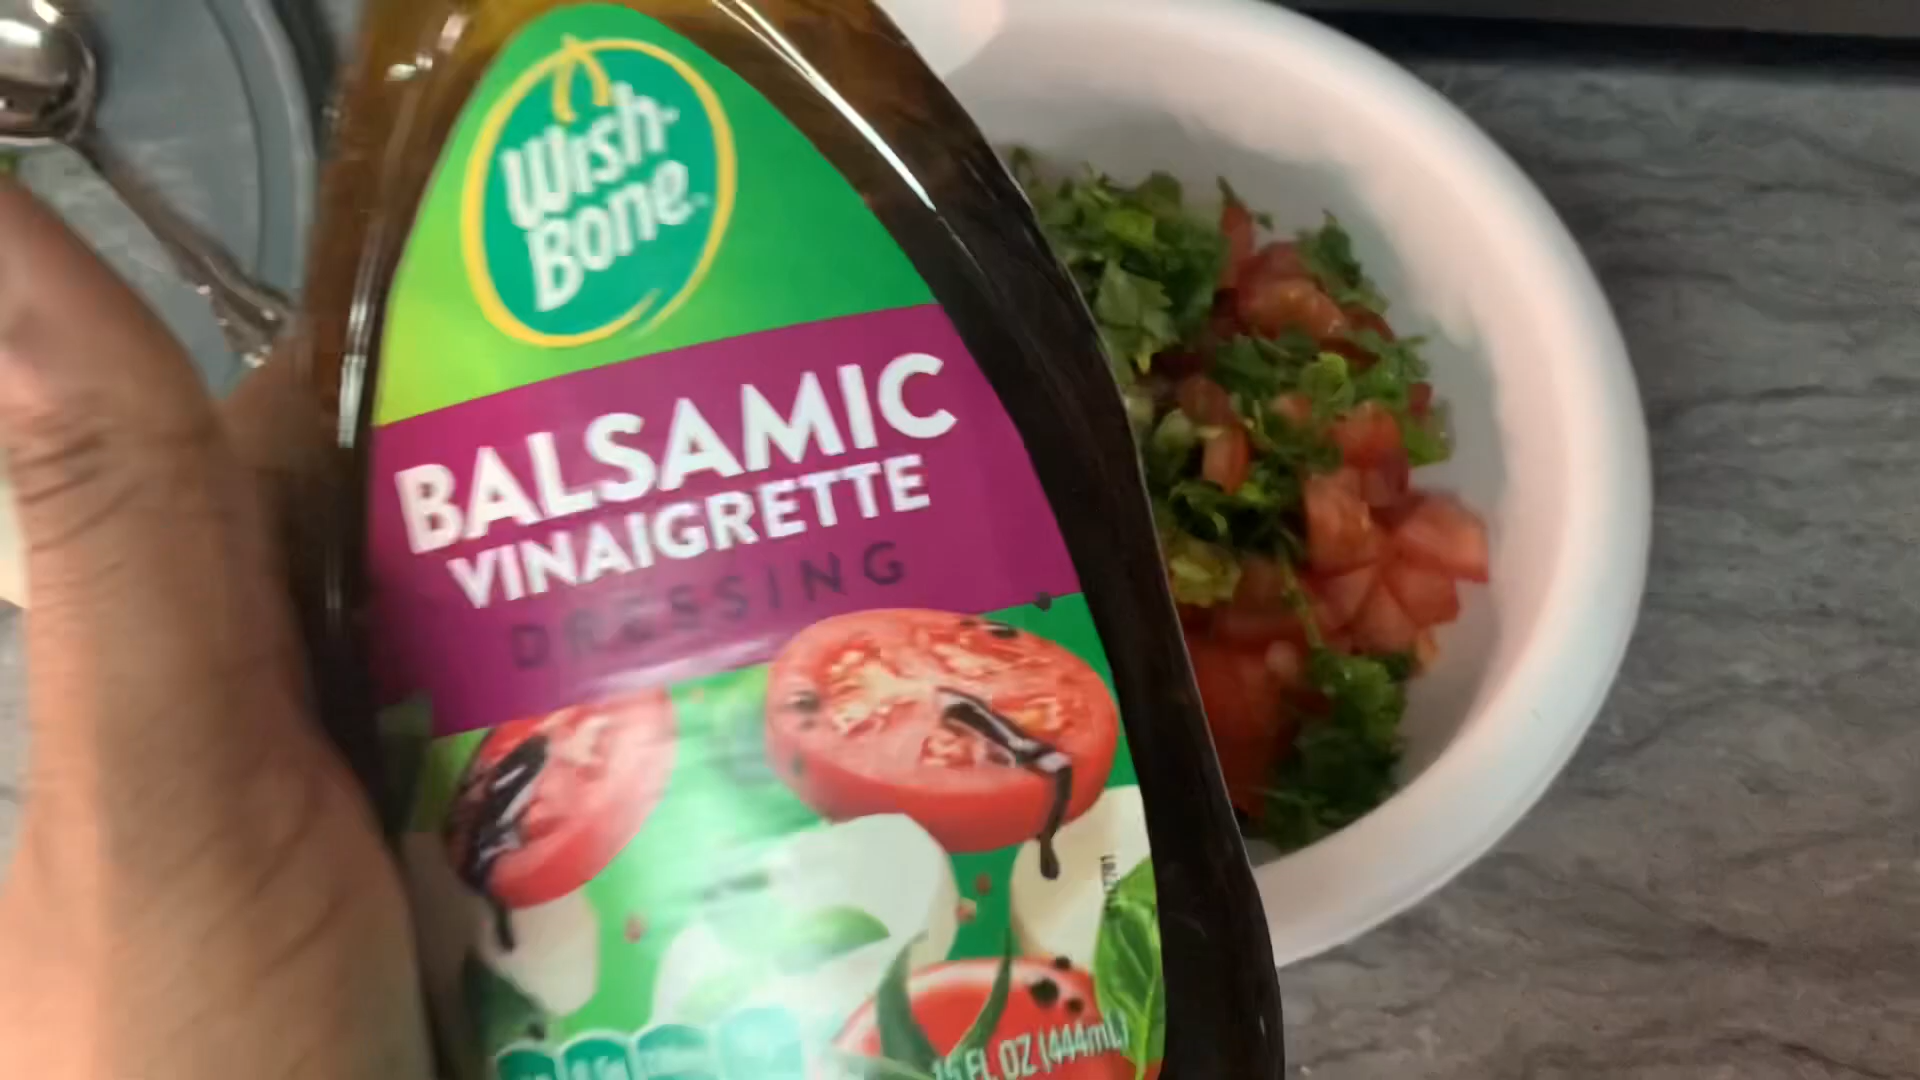 Wish-
Bone
BALSAMIC
VINAIGRETTE
DRESSING
15 FL OZ (444mL)